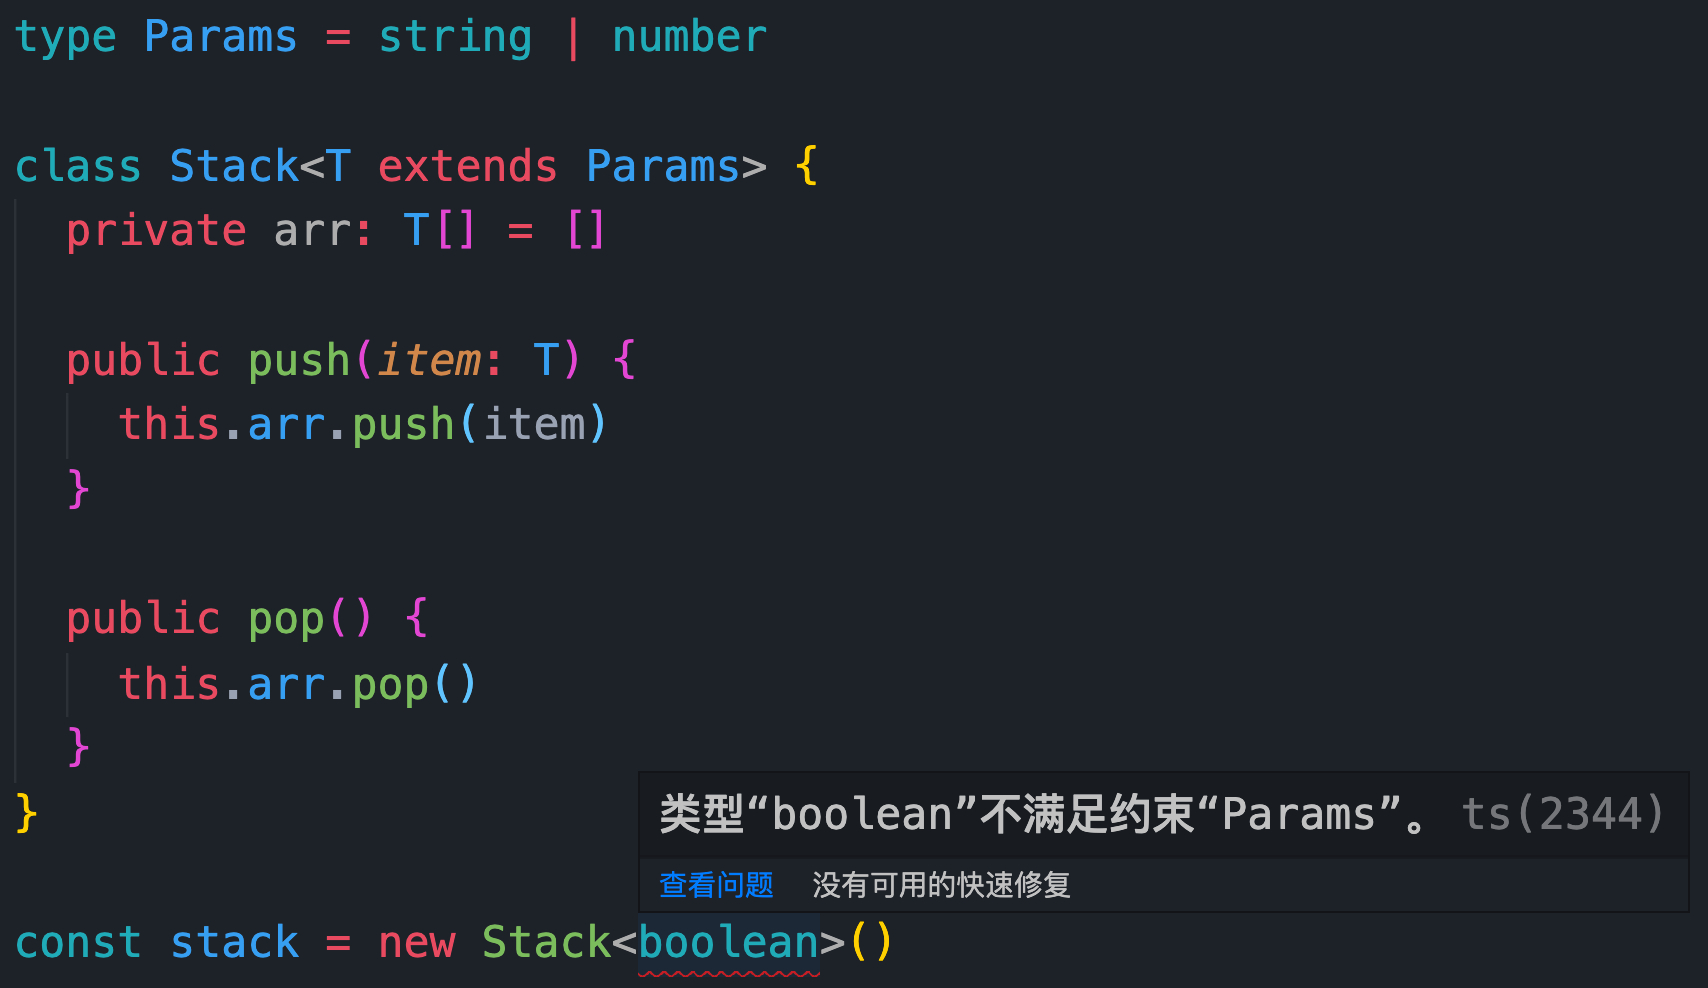 type Params = string | number
class Stack<T extends Params> {
private arr: T[] = []
public push(item: T) {
this.arr.push(item)
}
public pop() {
this.arr.pop()
}
}
类型“boolean”不满足约束“Params”。 ts(2344)
查看问题 没有可用的快速修复
const stack = new Stack<boolean>()